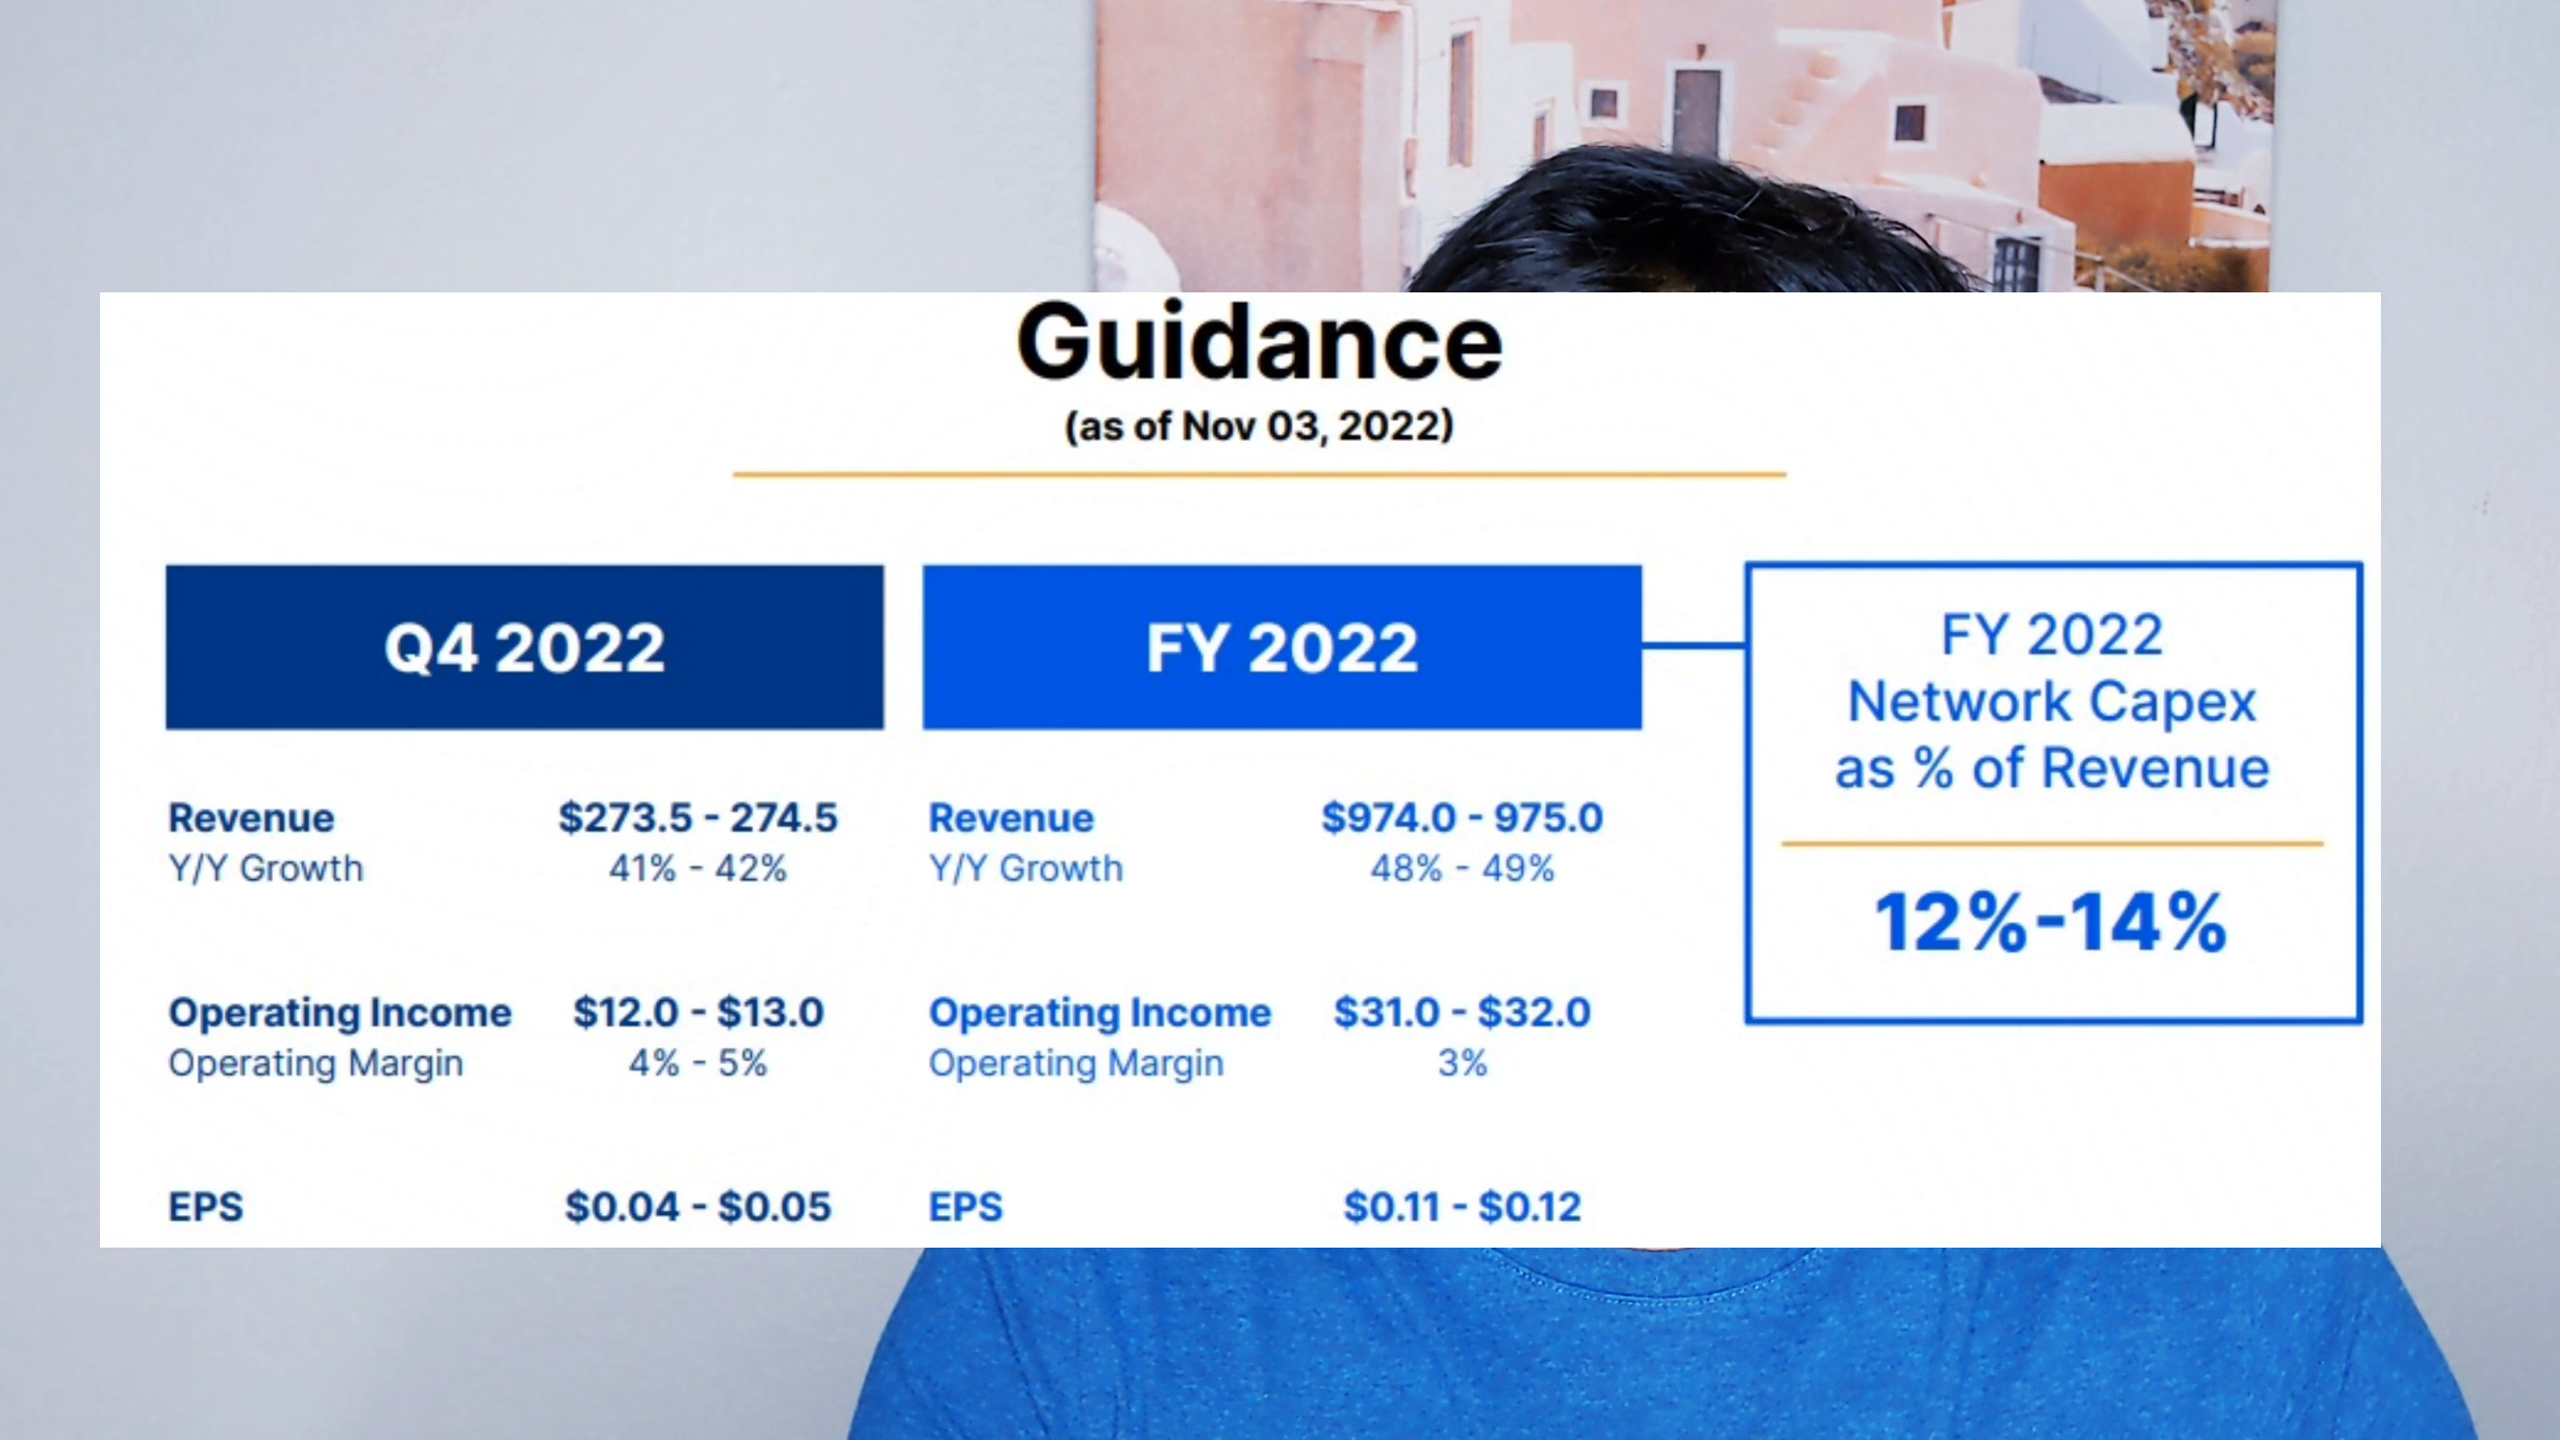 Guidance
(as of Nov 03, 2022)
Q4 2022
Revenue $273.5 - 274.5
Y/Y Growth 41% - 42%
Operating Income $12.0 - $13.0
Operating Margin 4% - 5%
EPS $0.04 - $0.05
FY 2022
Revenue $974.0 - 975.0
Y/Y Growth 48% - 49%
Operating Income $31.0 - $32.0
Operating Margin 3%
EPS $0.11 - $0.12
FY 2022
Network Capex
as % of Revenue
12%-14%